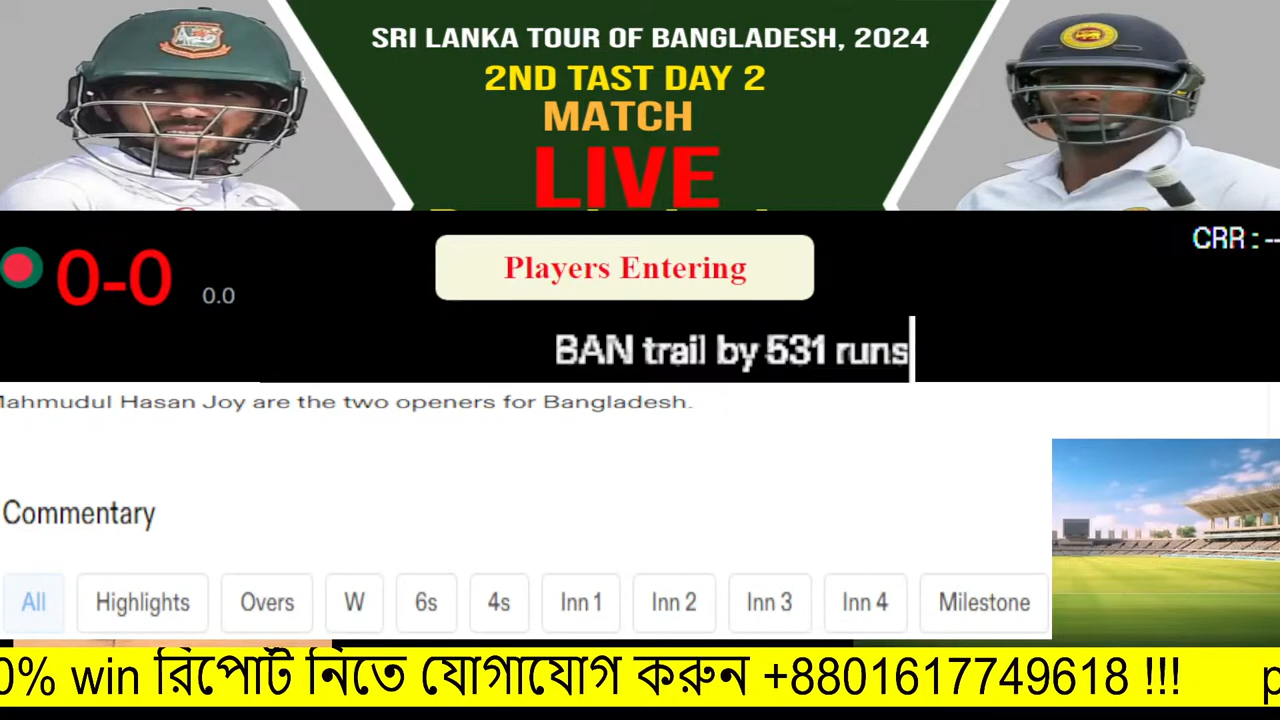 SRI LANKA TOUR OF BANGLADESH, 2024
2ND TAST DAY 2
MATCH
LIVE
0-0 0.0
Players Entering
CRR : --
BAN trail by 531 runs
Mahmudul Hasan Joy are the two openers for Bangladesh.
Commentary
All Highlights Overs W 6s 4s Inn 1 Inn 2 Inn 3 Inn 4 Milestone
0% win রিপোর্ট নিতে যোগাযোগ করুন +8801617749618 !!! p